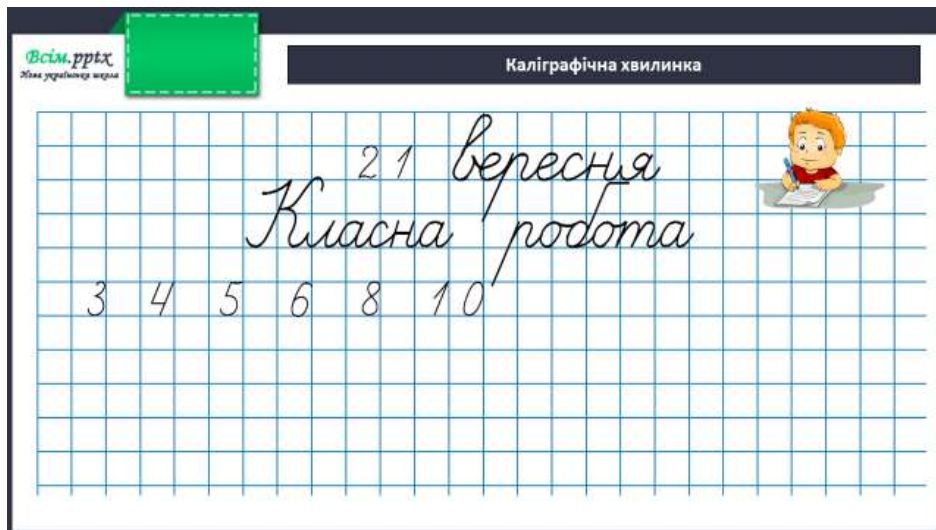 Всім.pptx
Нова українська школа
Каліграфічна хвилинка
21 вересня
Класна робота
3 4 5 6 8 10